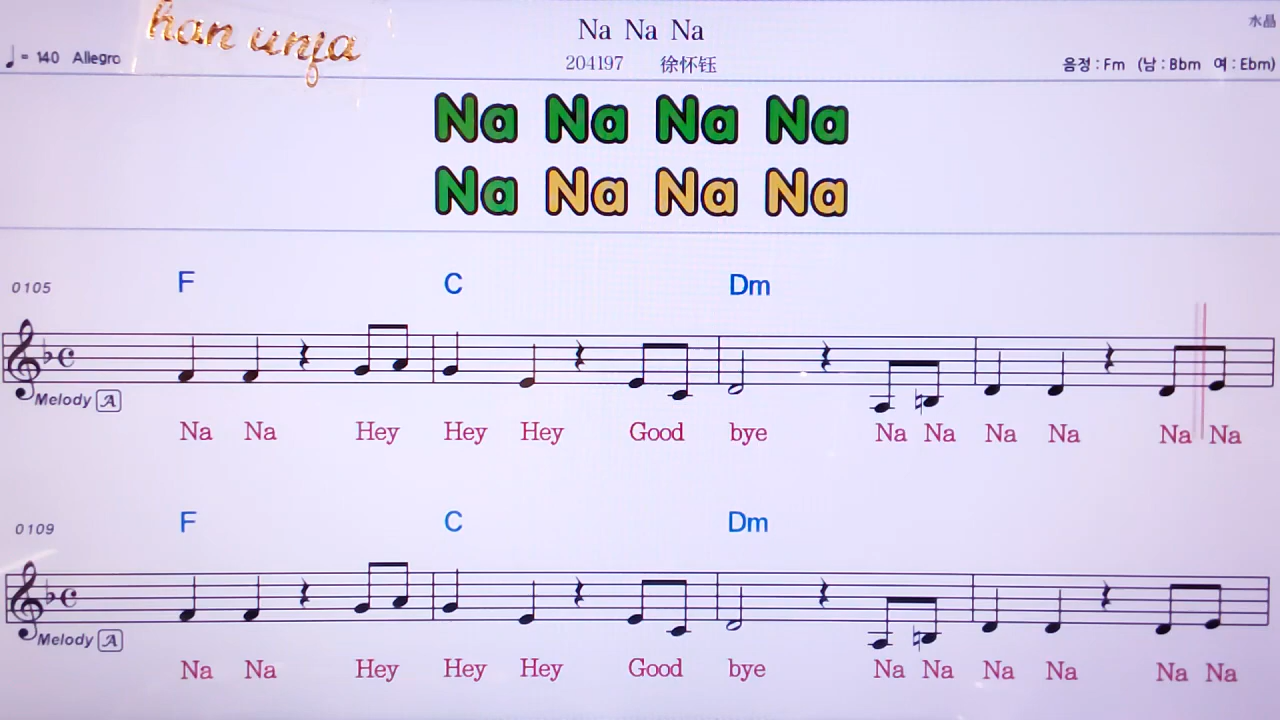 han unja
Na Na Na
水晶
♩= 140 Allegro
204197 徐怀钰
음정 : Fm (남 : Bbm 여 : Ebm)
Na Na Na Na
Na Na Na Na
F C Dm
0105
Melody A
Na Na Hey Hey Hey Good bye Na Na Na Na Na Na
F C Dm
0109
Melody A
Na Na Hey Hey Hey Good bye Na Na Na Na Na Na